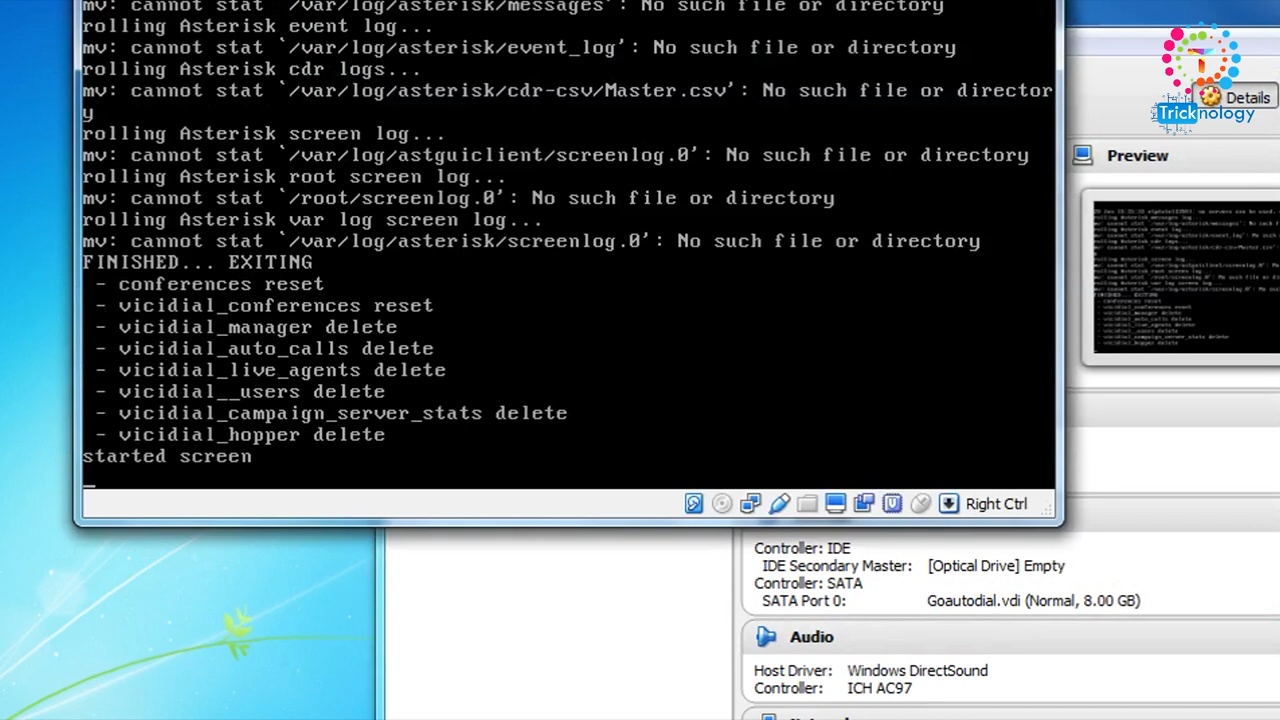 mv: cannot stat `/var/log/asterisk/messages': No such file or directory
rolling Asterisk event log...
mv: cannot stat `/var/log/asterisk/event_log': No such file or directory
rolling Asterisk cdr logs...
mv: cannot stat `/var/log/asterisk/cdr-csv/Master.csv': No such file or director
y
rolling Asterisk screen log...
mv: cannot stat `/var/log/astguiclient/screenlog.0': No such file or directory
rolling Asterisk root screen log...
mv: cannot stat `/root/screenlog.0': No such file or directory
rolling Asterisk var log screen log...
mv: cannot stat `/var/log/asterisk/screenlog.0': No such file or directory
FINISHED... EXITING
- conferences reset
- vicidial_conferences reset
- vicidial_manager delete
- vicidial_auto_calls delete
- vicidial_live_agents delete
- vicidial__users delete
- vicidial_campaign_server_stats delete
- vicidial_hopper delete
started screen
Right Ctrl
Details
Tricknology
Preview
Controller: IDE
IDE Secondary Master: [Optical Drive] Empty
Controller: SATA
SATA Port 0: Goautodial.vdi (Normal, 8.00 GB)
Audio
Host Driver: Windows DirectSound
Controller: ICH AC97